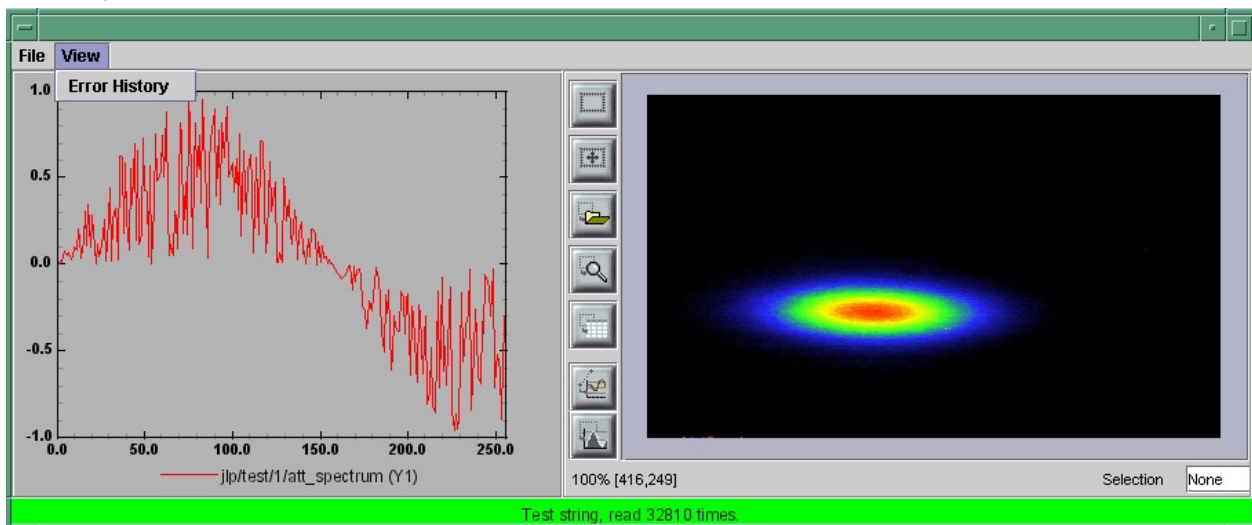 File View
Error History
1.0
0.5
0.0
-0.5
-1.0
0.0 50.0 100.0 150.0 200.0 250.0
jlp/test/1/att_spectrum (Y1)
100% [416,249]
Selection None
Test string, read 32810 times.